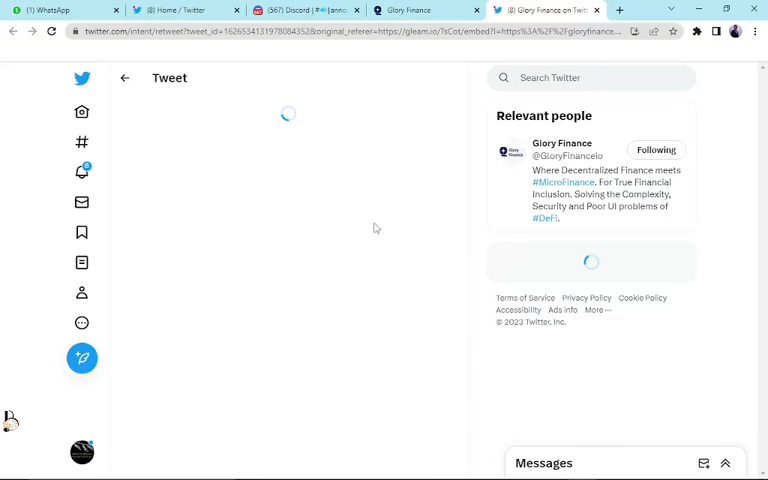 (1) WhatsApp
(8) Home / Twitter
(567) Discord |
Glory Finance
(8) Glory Finance on Twitt
twitter.com/intent/retweet?tweet_id=1626534131978084352&original_referer=https://gleam.io/TsCot/embed?l=https%3A%2F%2Fgloryfinance....
Tweet
Search Twitter
Relevant people
Glory Finance
@GloryFinanceio
Following
Where Decentralized Finance meets
#MicroFinance. For True Financial
Inclusion. Solving the Complexity,
Security and Poor UI problems of
#DeFi.
8
Terms of Service Privacy Policy Cookie Policy
Accessibility Ads info More ···
© 2023 Twitter, Inc.
Messages